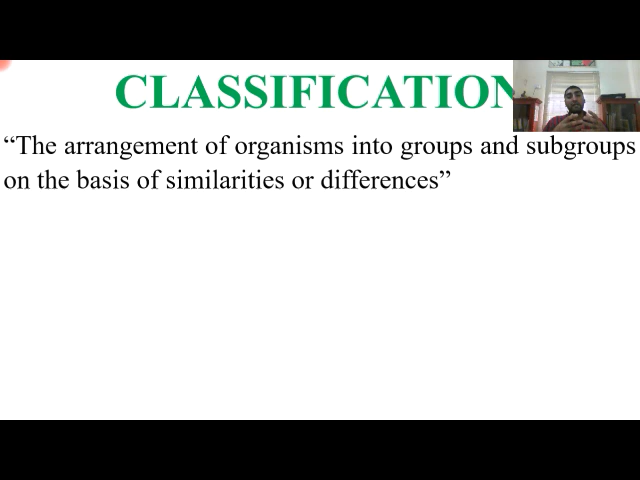 CLASSIFICATION
“The arrangement of organisms into groups and subgroups
on the basis of similarities or differences”